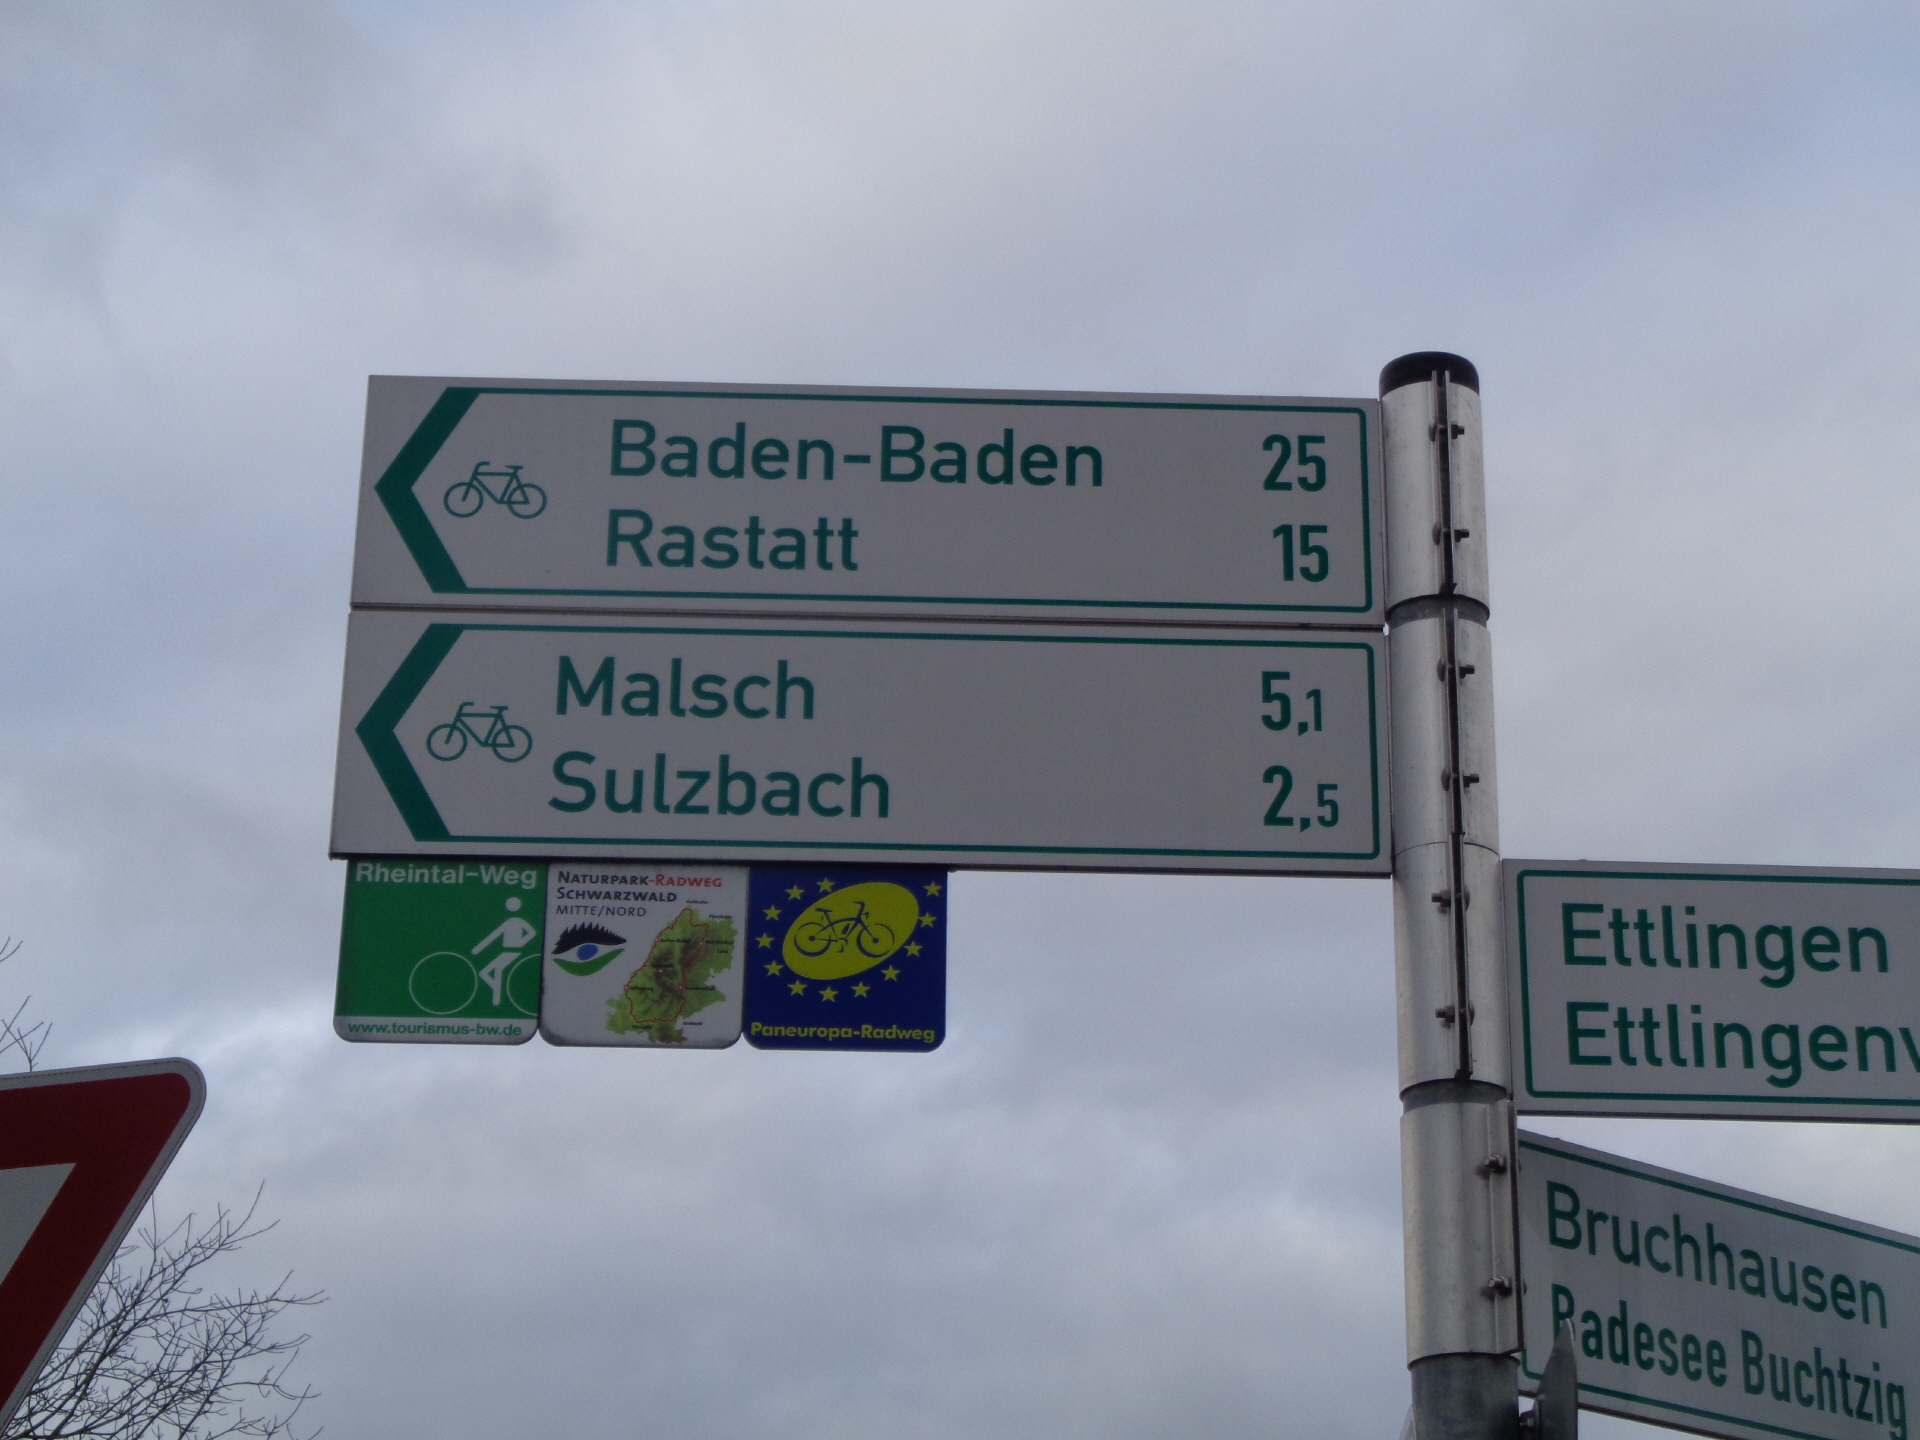 Baden-Baden 25
Rastatt 15
Malsch 5,1
Sulzbach 2,5
Rheintal-Weg
www.tourismus-bw.de
NATURPARK-RADWEG
SCHWARZWALD
MITTE/NORD
Paneuropa-Radweg
Ettlingen
Ettlingenv
Bruchhausen
Badesee Buchtzig